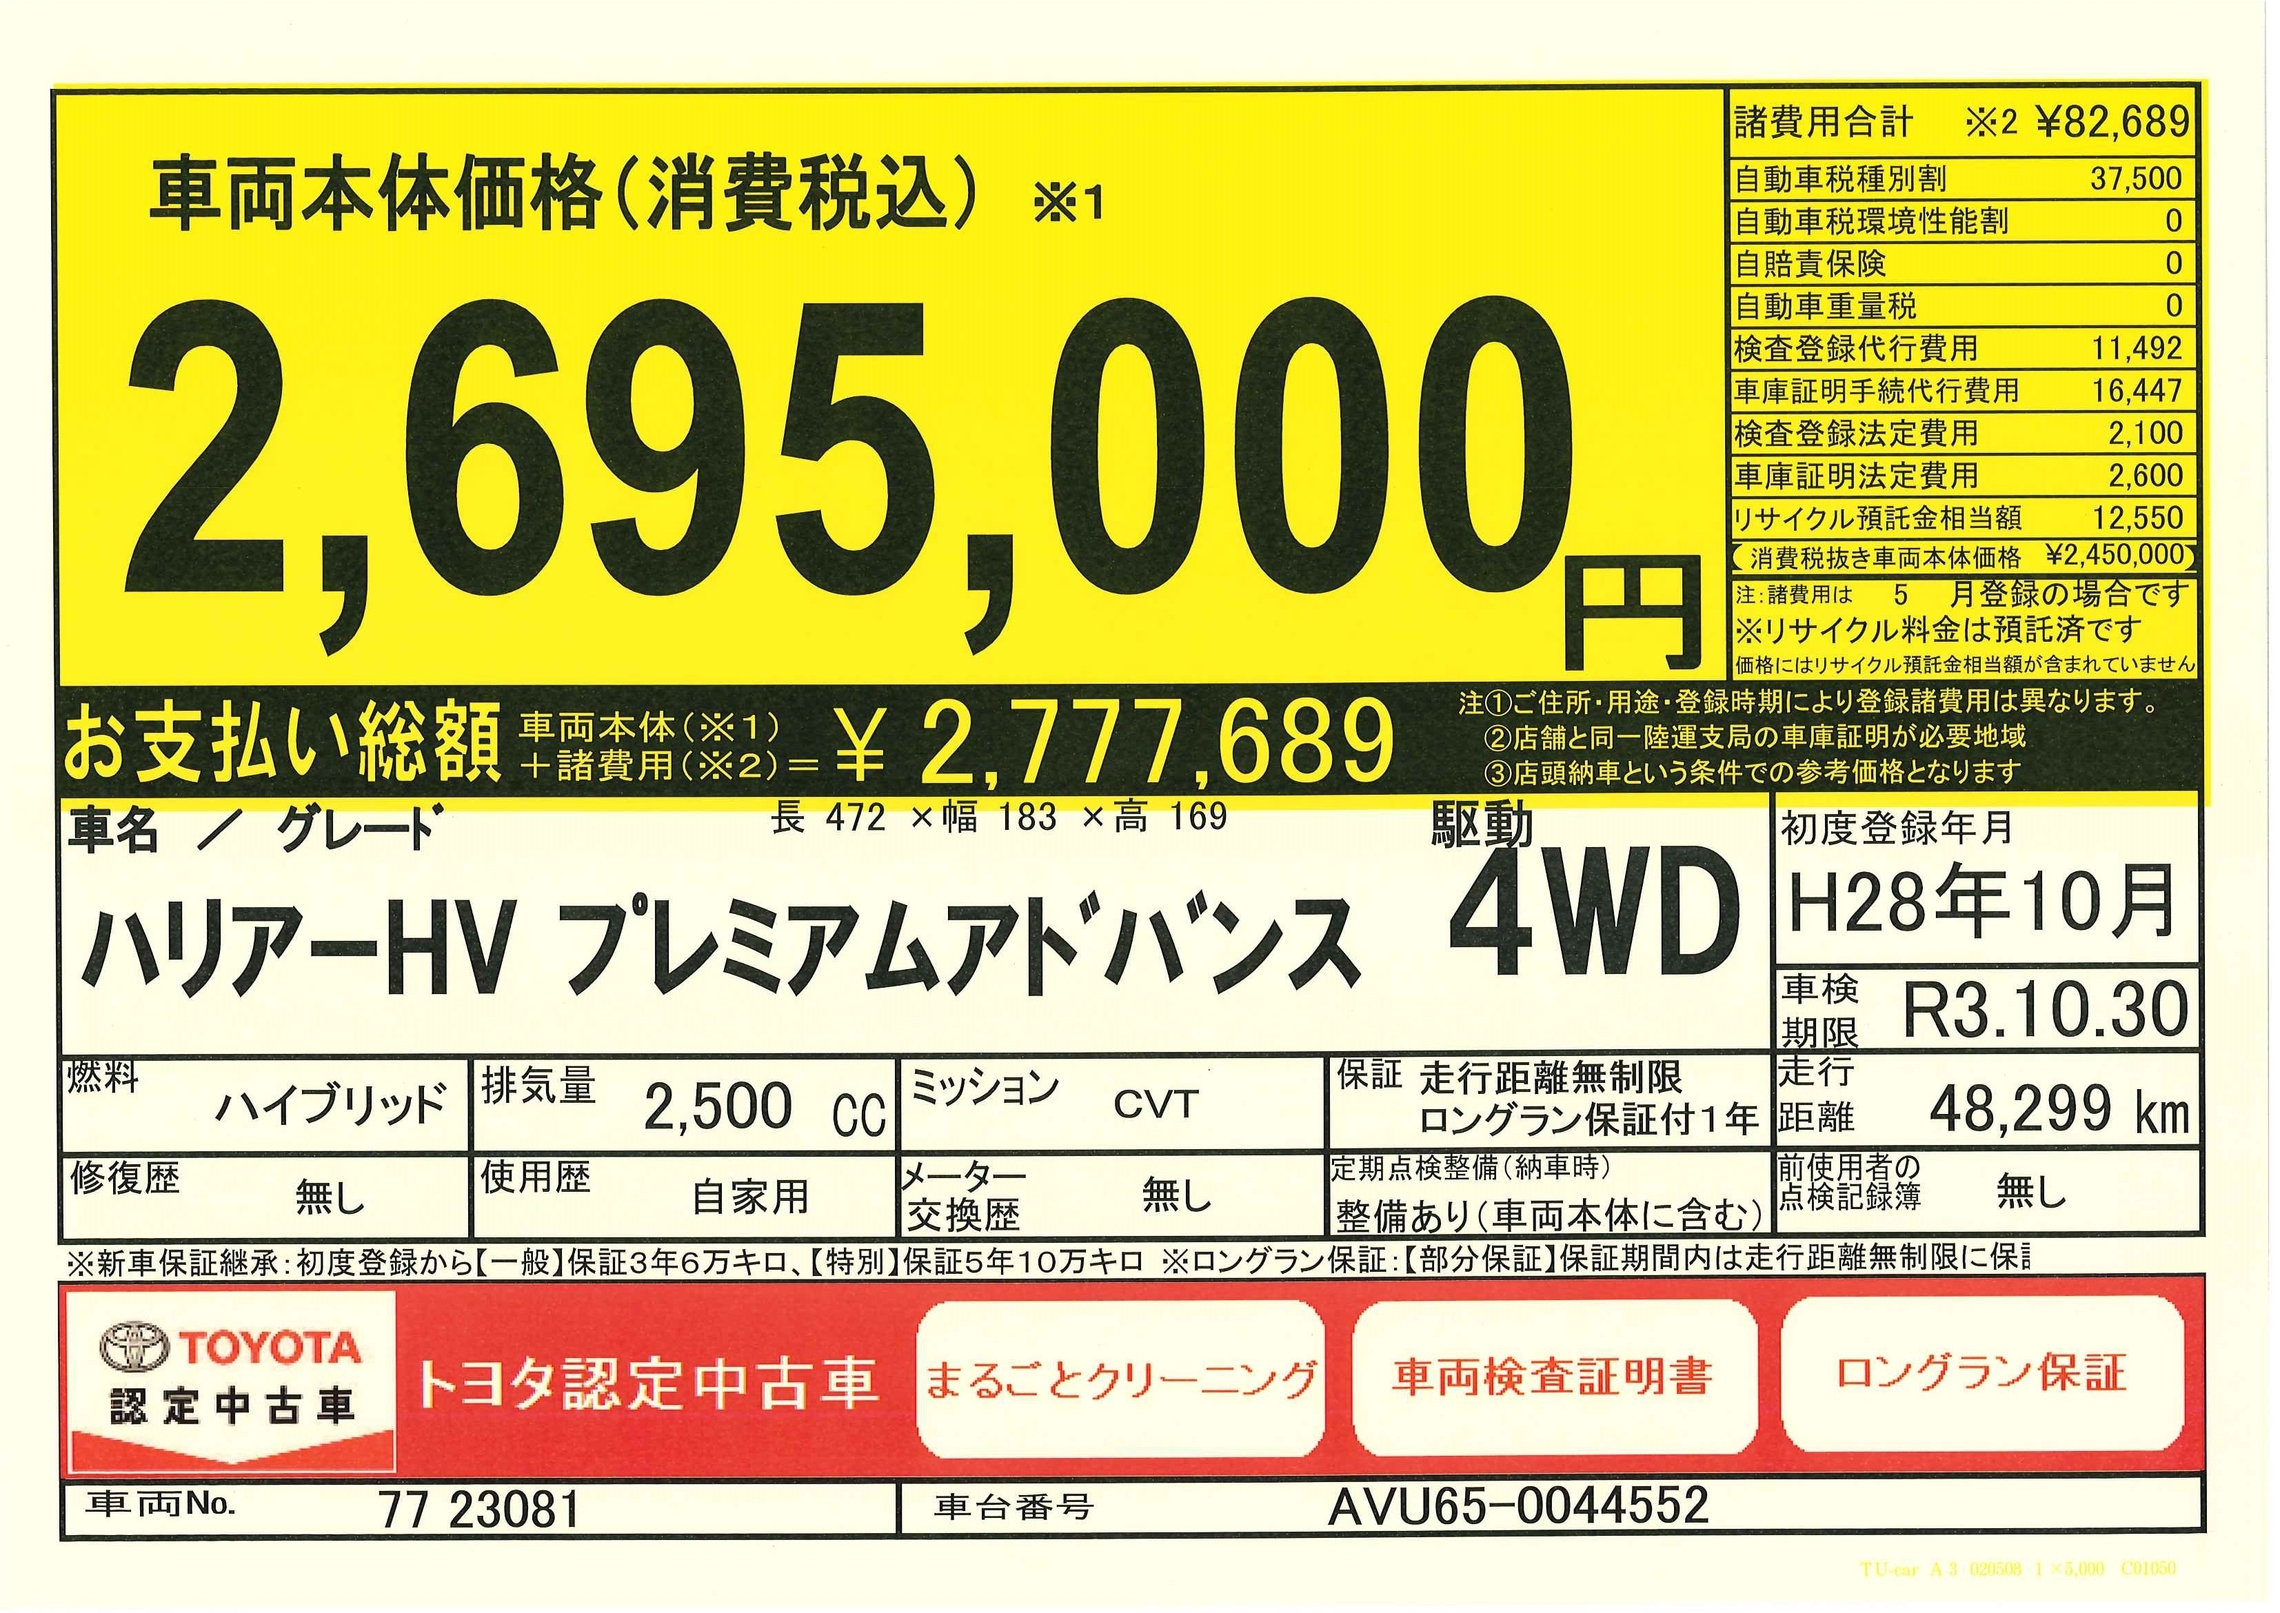 車両本体価格(消費税込) ※1
2,695,000円
諸費用合計 ※2 ¥82,689
自動車税種別割 37,500
自動車税環境性能割 0
自賠責保険 0
自動車重量税 0
検査登録代行費用 11,492
車庫証明手続代行費用 16,447
検査登録法定費用 2,100
車庫証明法定費用 2,600
リサイクル預託金相当額 12,550
(消費税抜き車両本体価格 ¥2,450,000)
注:諸費用は 5 月登録の場合です
※リサイクル料金は預託済です
価格にはリサイクル預託金相当額が含まれていません
お支払い総額 車両本体(※1)
+諸費用(※2)= ¥ 2,777,689
注①ご住所・用途・登録時期により登録諸費用は異なります。
②店舗と同一陸運支局の車庫証明が必要地域
③店頭納車という条件での参考価格となります
車名 / グレード 長 472 ×幅 183 ×高 169
ハリアーHV プレミアムアドバンス
駆動
4WD
初度登録年月
H28年10月
車検
期限 R3.10.30
燃料 ハイブリッド
排気量 2,500 CC
ミッション CVT
保証 走行距離無制限
ロングラン保証付1年
走行
距離 48,299 km
修復歴 無し
使用歴 自家用
メーター
交換歴 無し
定期点検整備(納車時)
整備あり(車両本体に含む)
前使用者の
点検記録簿 無し
※新車保証継承:初度登録から【一般】保証3年6万キロ、【特別】保証5年10万キロ ※ロングラン保証:【部分保証】保証期間内は走行距離無制限に保
TOYOTA
認定中古車
トヨタ認定中古車
まるごとクリーニング
車両検査証明書
ロングラン保証
車両No. 77 23081
車台番号 AVU65-0044552
TU-car A3 020508 1×5,000 C01050